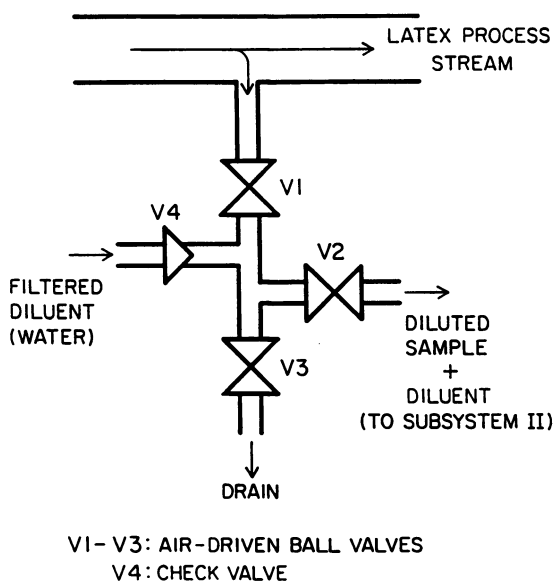 LATEX PROCESS
STREAM
V1
V4
V2
FILTERED
DILUENT
(WATER)
DILUTED
SAMPLE
+
DILUENT
(TO SUBSYSTEM II)
V3
DRAIN
V1-V3: AIR-DRIVEN BALL VALVES
V4: CHECK VALVE